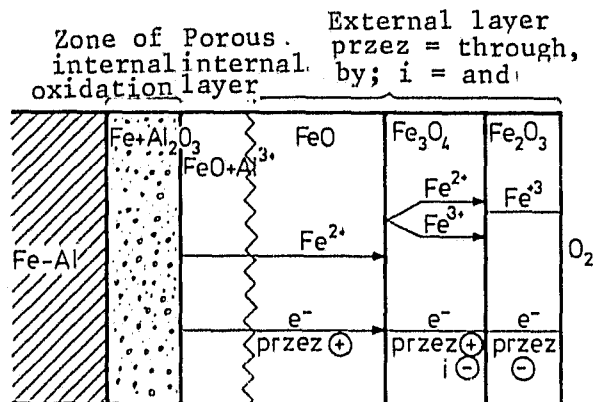 Zone of
internal
oxidation
Porous
internal
layer
External layer
przez = through,
by; i = and
Fe+Al₂O₃
FeO+Al³⁺
FeO
Fe₃O₄
Fe₂O₃
Fe²⁺
Fe³⁺
Fe⁺³
Fe²⁺
Fe-Al
O₂
e⁻
przez ⊕
e⁻
przez ⊕
i ⊖
e⁻
przez
⊖